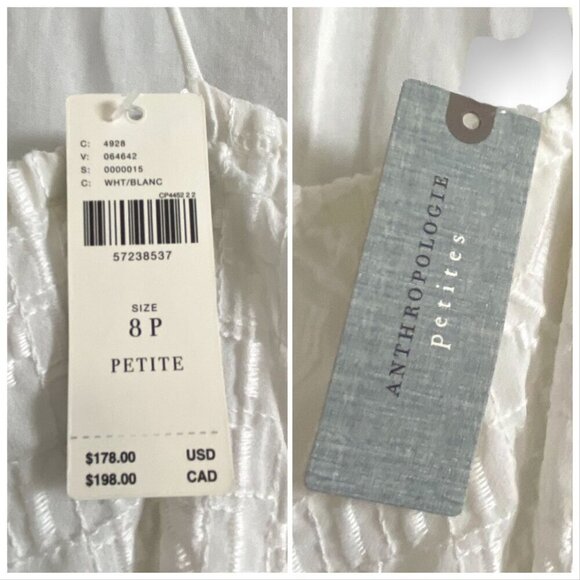 C: 4928
V: 064642
S: 0000015
C: WHT/BLANC
CP4452 2 2
57238537
SIZE
8 P
PETITE
$178.00 USD
$198.00 CAD
ANTHROPOLOGIE
petites